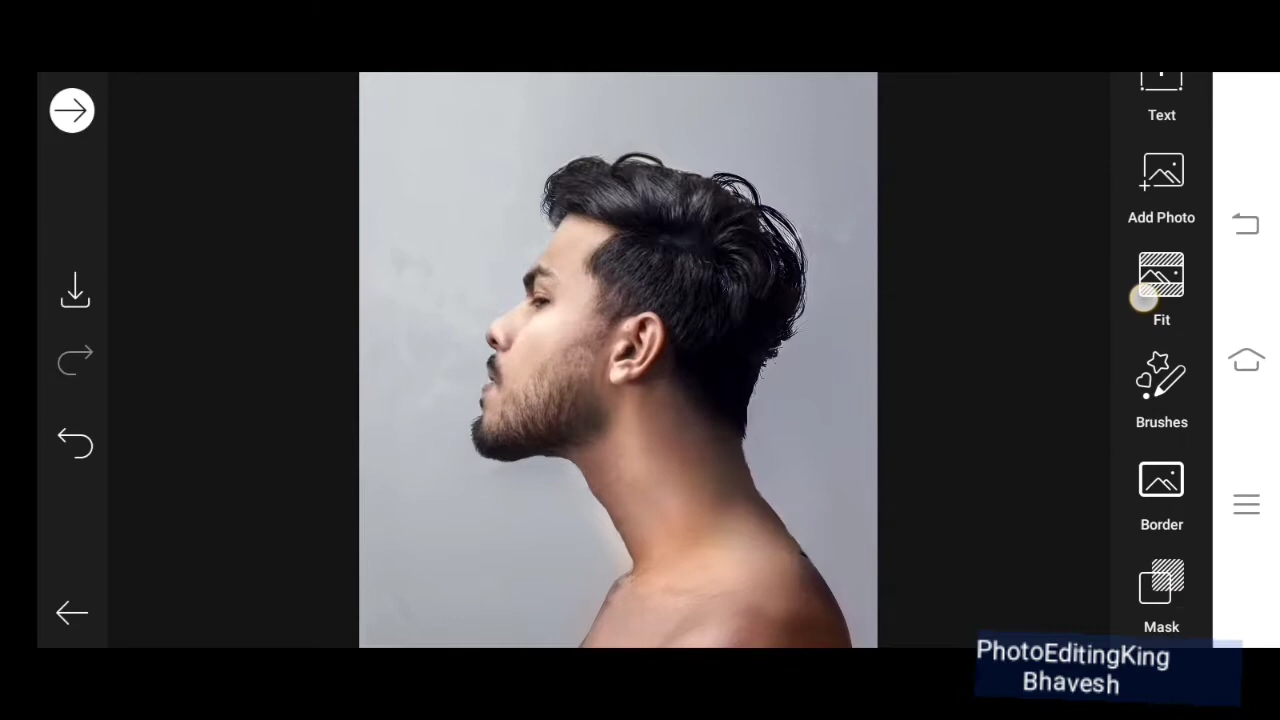 Text
Add Photo
Fit
Brushes
Border
Mask
PhotoEditingKing
Bhavesh